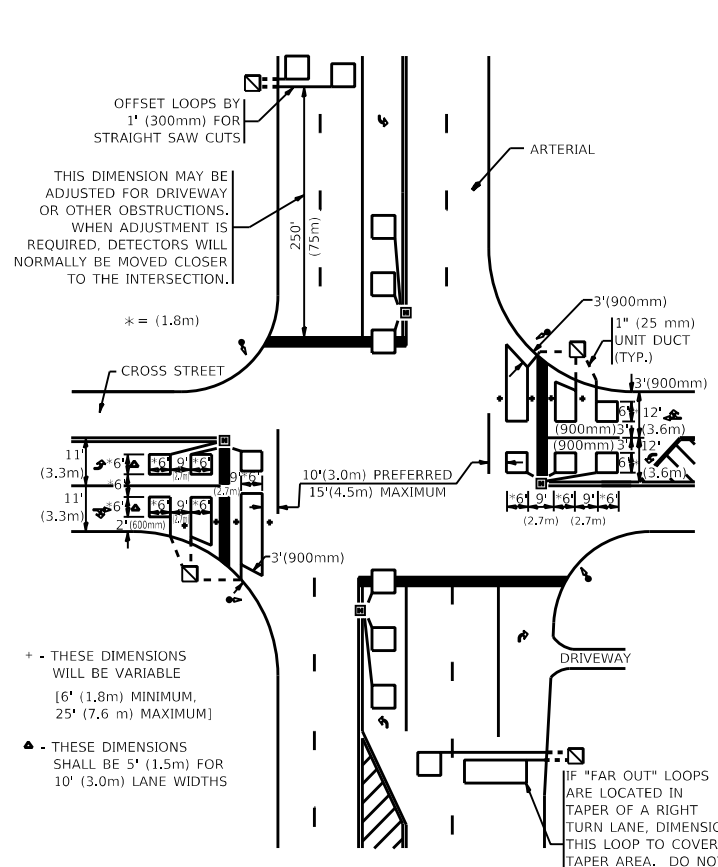 OFFSET LOOPS BY
1' (300mm) FOR
STRAIGHT SAW CUTS
THIS DIMENSION MAY BE
ADJUSTED FOR DRIVEWAY
OR OTHER OBSTRUCTIONS.
WHEN ADJUSTMENT IS
REQUIRED, DETECTORS WILL
NORMALLY BE MOVED CLOSER
TO THE INTERSECTION.
250'
(75m)
ARTERIAL
* = (1.8m)
3'(900mm)
1" (25 mm)
UNIT DUCT
(TYP.)
CROSS STREET
3'(900mm)
6' 12'
(900mm) 3' (3.6m)
(900mm) 3' 12'
6' (3.6m)
11'
(3.3m)
*6'
*6' 9' *6'
(2.7m)
*6'
9' *6'
(2.7m)
10'(3.0m) PREFERRED
15'(4.5m) MAXIMUM
*6' 9' *6' 9' *6'
(2.7m) (2.7m)
11'
(3.3m)
*6'
*6' 9' *6'
(2.7m)
2'(600mm)
3'(900mm)
+ - THESE DIMENSIONS
WILL BE VARIABLE
[6' (1.8m) MINIMUM,
25' (7.6 m) MAXIMUM]
- THESE DIMENSIONS
SHALL BE 5' (1.5m) FOR
10' (3.0m) LANE WIDTHS
DRIVEWAY
IF "FAR OUT" LOOPS
ARE LOCATED IN
TAPER OF A RIGHT
TURN LANE, DIMENSIO
THIS LOOP TO COVER
TAPER AREA. DO NOT